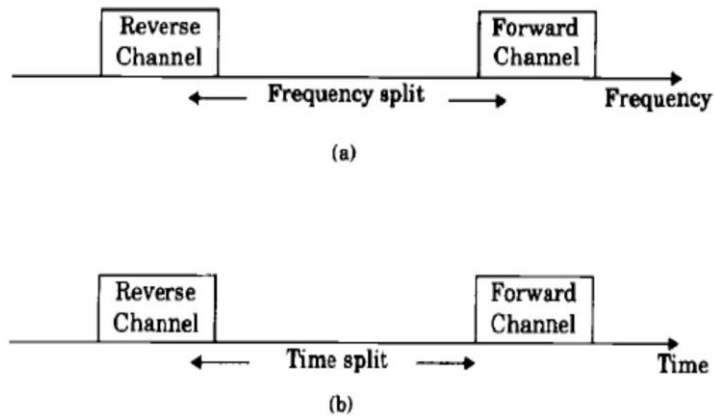 Reverse
Channel
Forward
Channel
Frequency split
Frequency
(a)
Reverse
Channel
Forward
Channel
Time split
Time
(b)